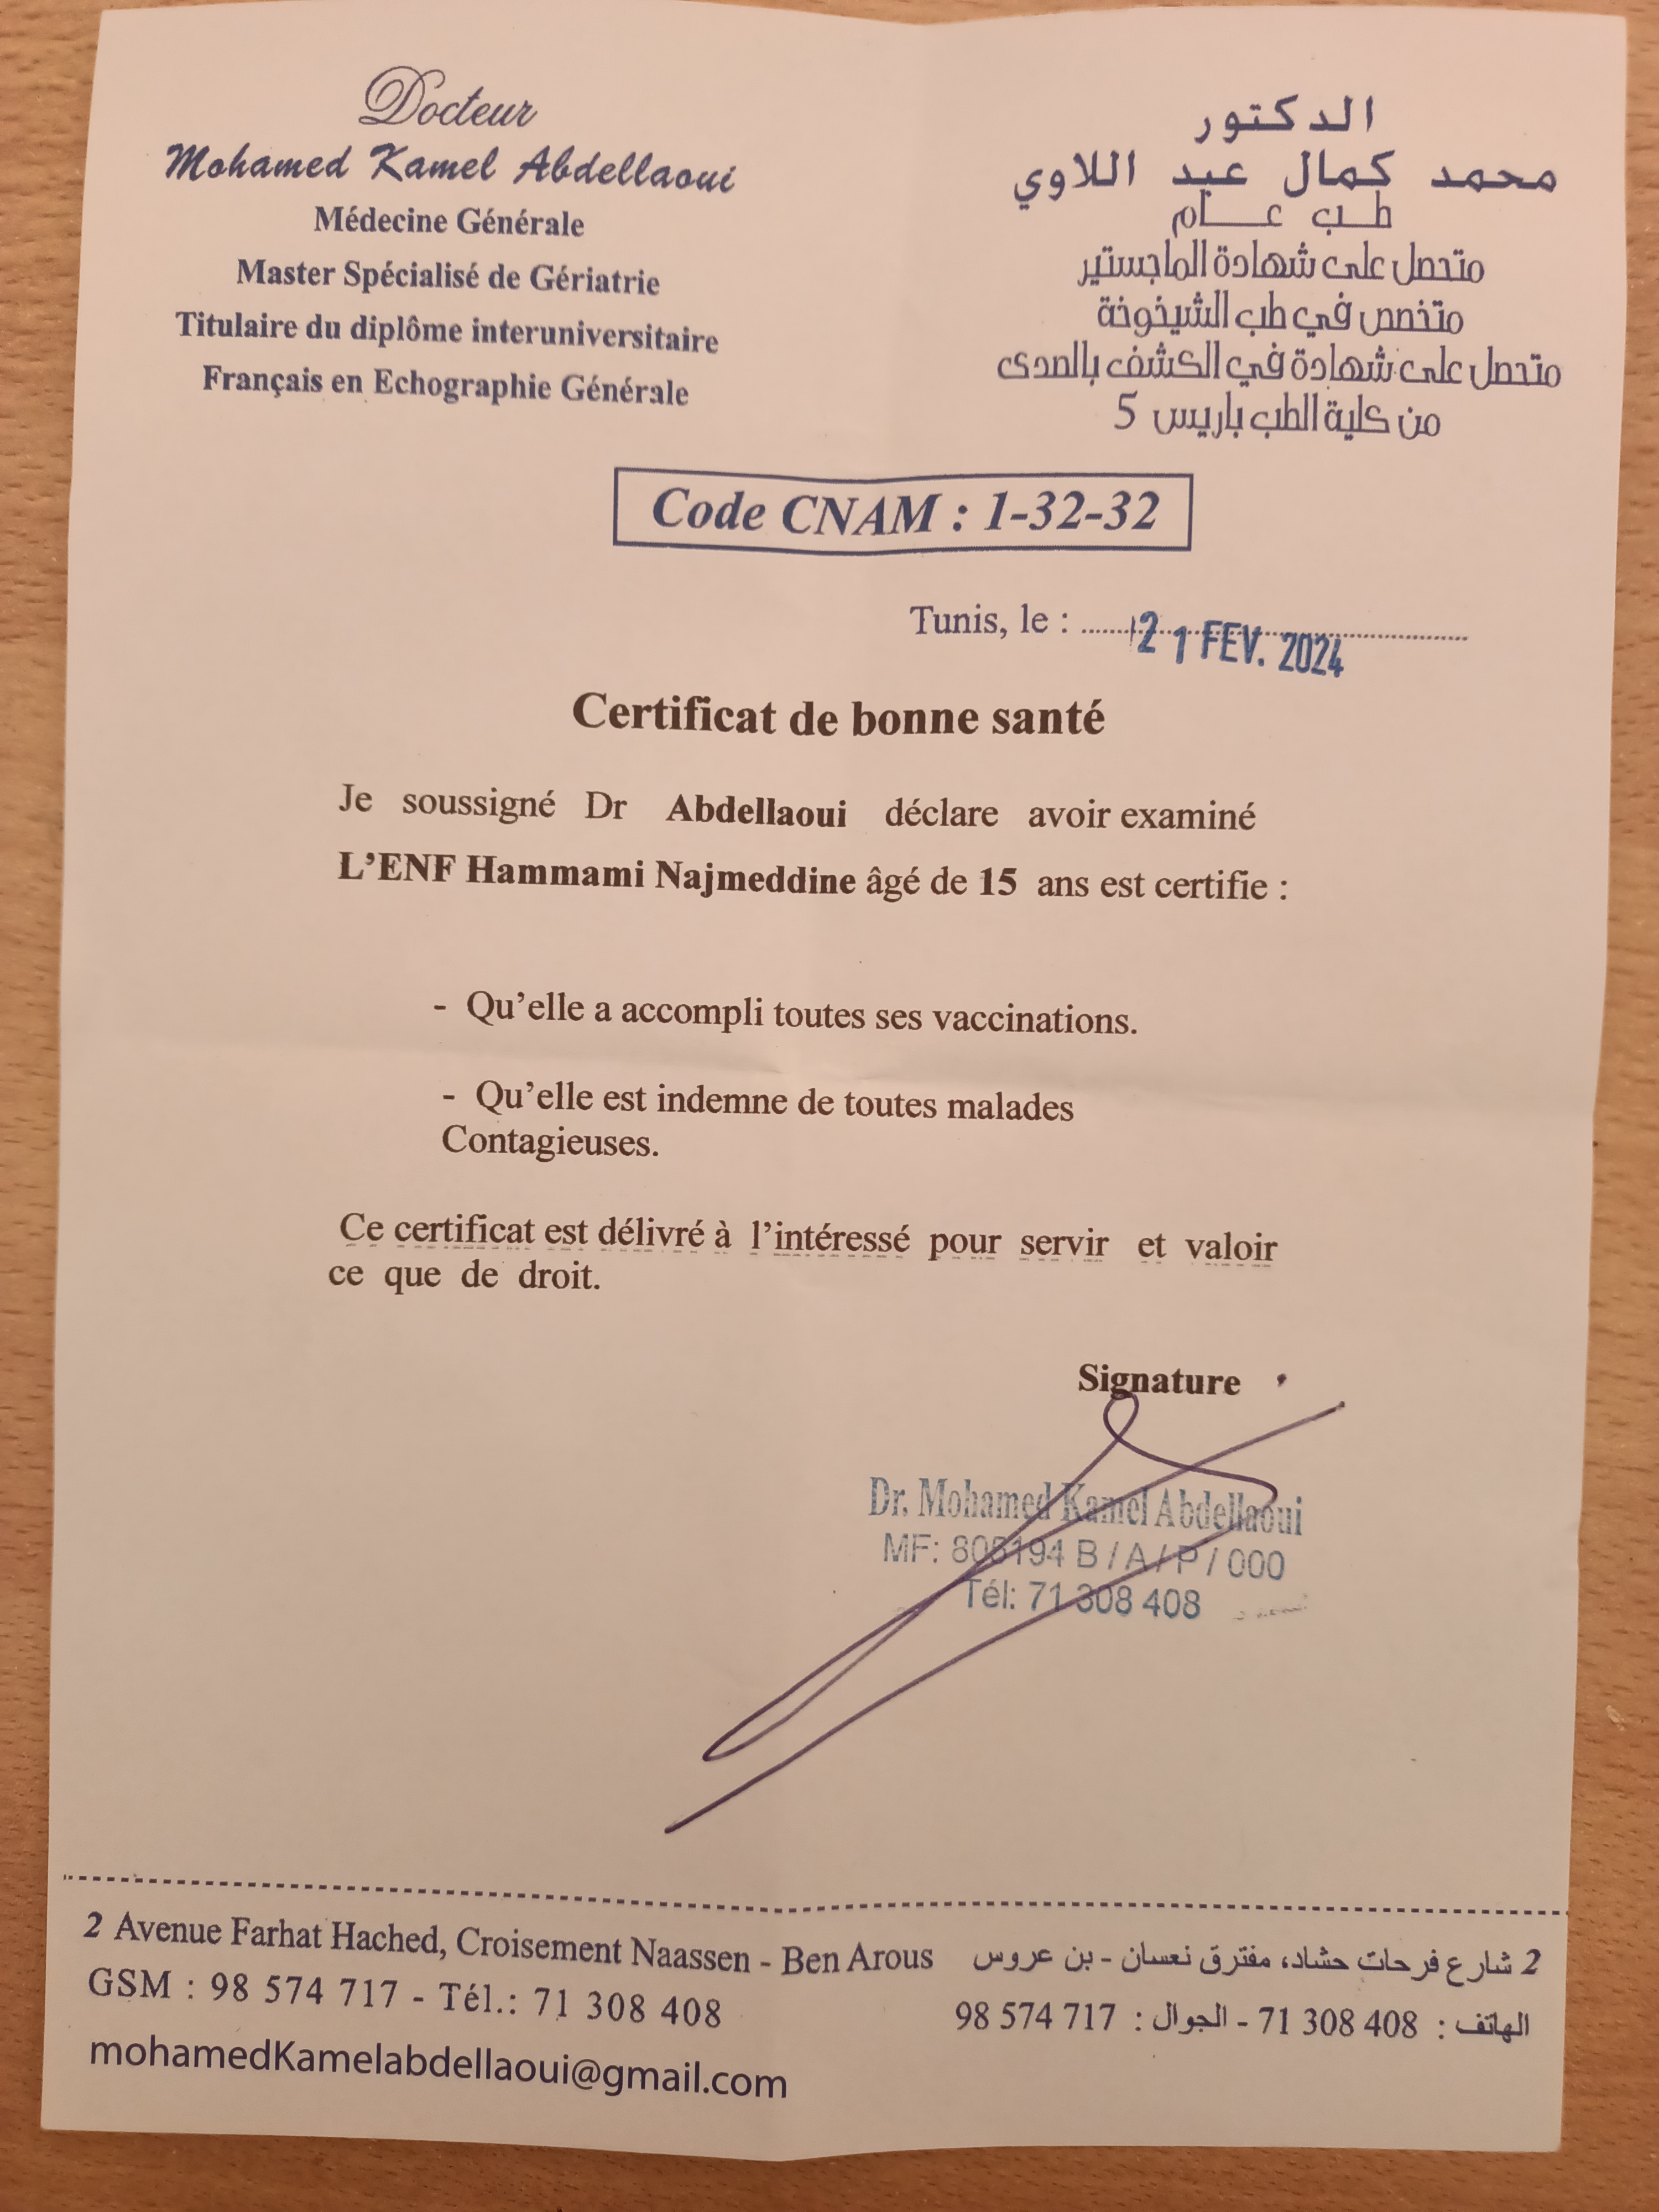 Docteur
Mohamed Kamel Abdellaoui
Médecine Générale
Master Spécialisé de Gériatrie
Titulaire du diplôme interuniversitaire
Français en Echographie Générale
الدكتور
محمد كمال عبد اللاوي
طب عام
متحصل على شهادة الماجستير
متخصص في طب الشيخوخة
متحصل على شهادة في الكشف بالصدى
من كلية الطب باريس 5
Code CNAM : 1-32-32
Tunis, le : 21 FEV. 2024
Certificat de bonne santé
Je soussigné Dr Abdellaoui déclare avoir examiné
L'ENF Hammami Najmeddine âgé de 15 ans est certifie :
- Qu'elle a accompli toutes ses vaccinations.
- Qu'elle est indemne de toutes malades
Contagieuses.
Ce certificat est délivré à l'intéressé pour servir et valoir
ce que de droit.
Signature
Dr. Mohamed Kamel Abdellaoui
MF: 806194 B / A / P / 000
Tél: 71 308 408
2 Avenue Farhat Hached, Croisement Naassen - Ben Arous
GSM : 98 574 717 - Tél.: 71 308 408
mohamedKamelabdellaoui@gmail.com
2 شارع فرحات حشاد، مفترق نعسان - بن عروس
الهاتف : 71 308 408 - الجوال : 98 574 717